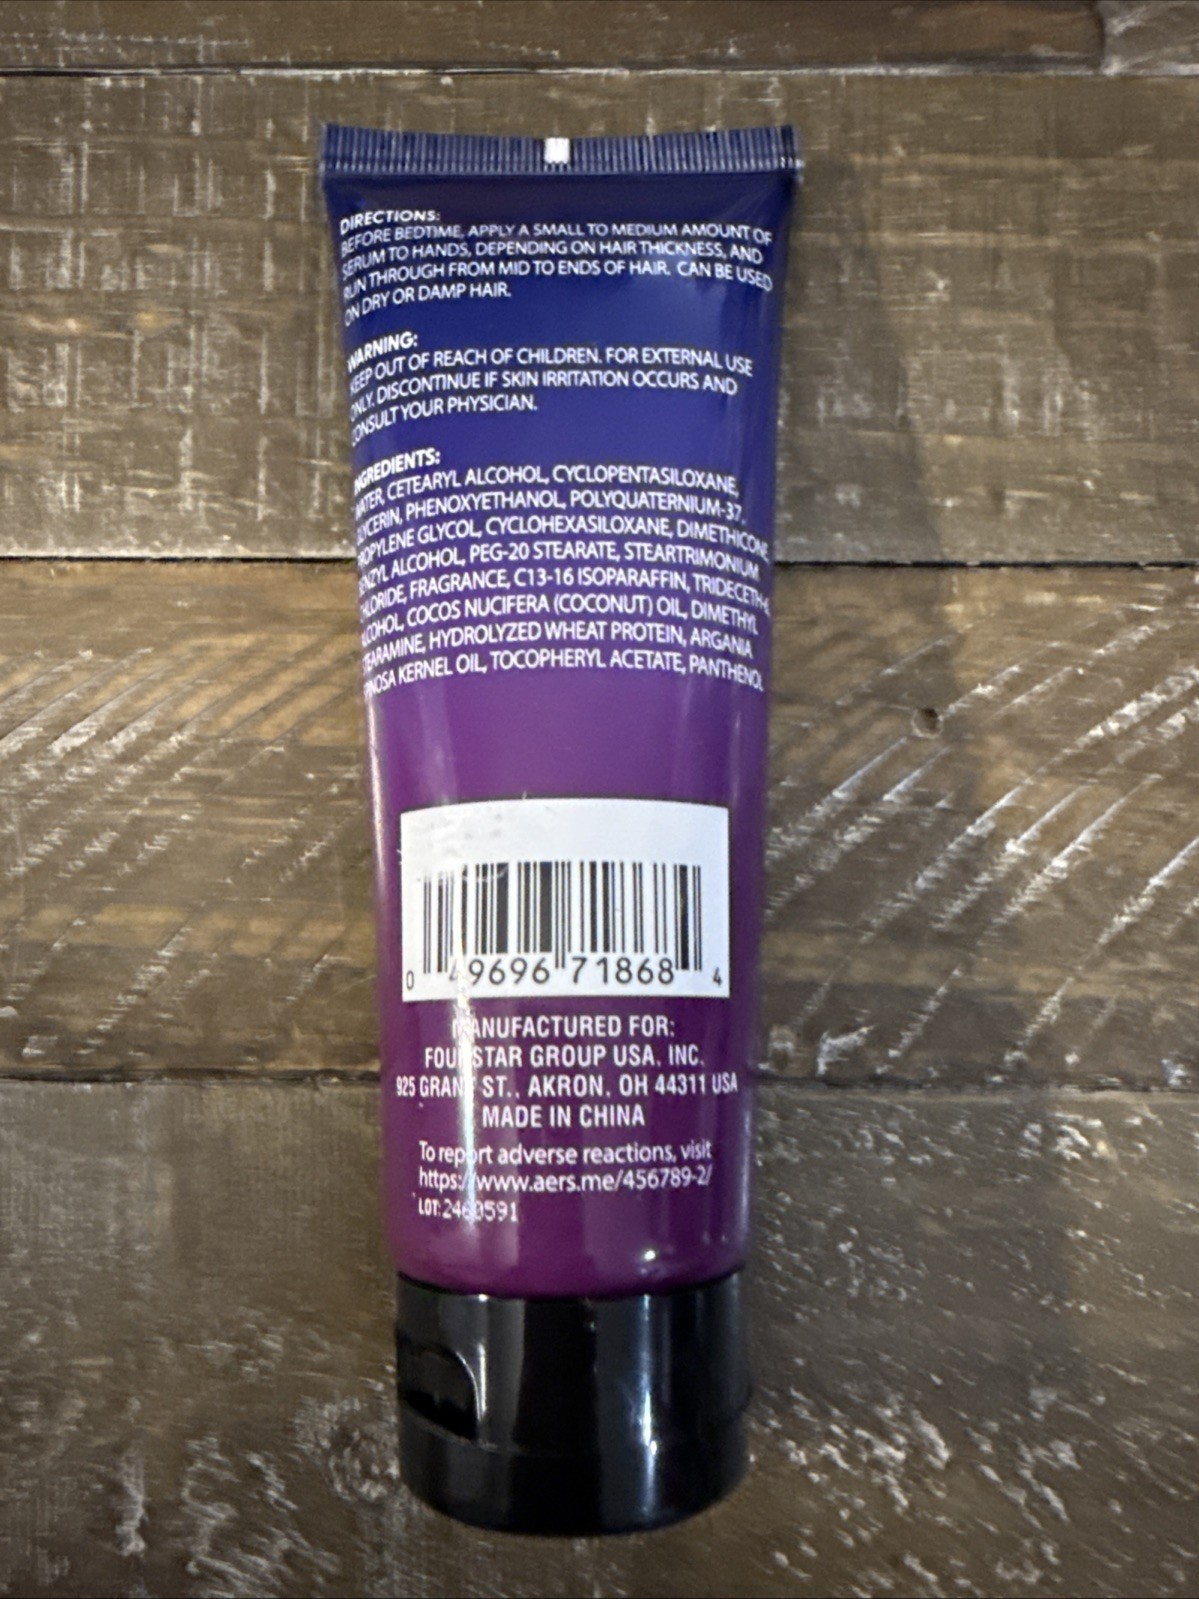 DIRECTIONS:
BEFORE BEDTIME, APPLY A SMALL TO MEDIUM AMOUNT OF
SERUM TO HANDS, DEPENDING ON HAIR THICKNESS, AND
RUN THROUGH FROM MID TO ENDS OF HAIR. CAN BE USED
ON DRY OR DAMP HAIR.
WARNING:
KEEP OUT OF REACH OF CHILDREN. FOR EXTERNAL USE
ONLY. DISCONTINUE IF SKIN IRRITATION OCCURS AND
CONSULT YOUR PHYSICIAN.
INGREDIENTS:
WATER, CETEARYL ALCOHOL, CYCLOPENTASILOXANE,
GLYCERIN, PHENOXYETHANOL, POLYQUATERNIUM-37,
PROPYLENE GLYCOL, CYCLOHEXASILOXANE, DIMETHICONE,
BENZYL ALCOHOL, PEG-20 STEARATE, STEARTRIMONIUM
CHLORIDE, FRAGRANCE, C13-16 ISOPARAFFIN,
ALCOHOL, COCOS NUCIFERA (COCONUT) OIL, DIMETHYL
STEARAMINE, HYDROLYZED WHEAT PROTEIN, ARGANIA
SPINOSA KERNEL OIL, TOCOPHERYL ACETATE, PANTHENOL
0 49696 71868 4
MANUFACTURED FOR:
FOUR STAR GROUP USA, INC.
925 GRANT ST., AKRON, OH 44311 USA
MADE IN CHINA
To report adverse reactions, visit
https://www.aers.me/456789-2/
LOT:2460591